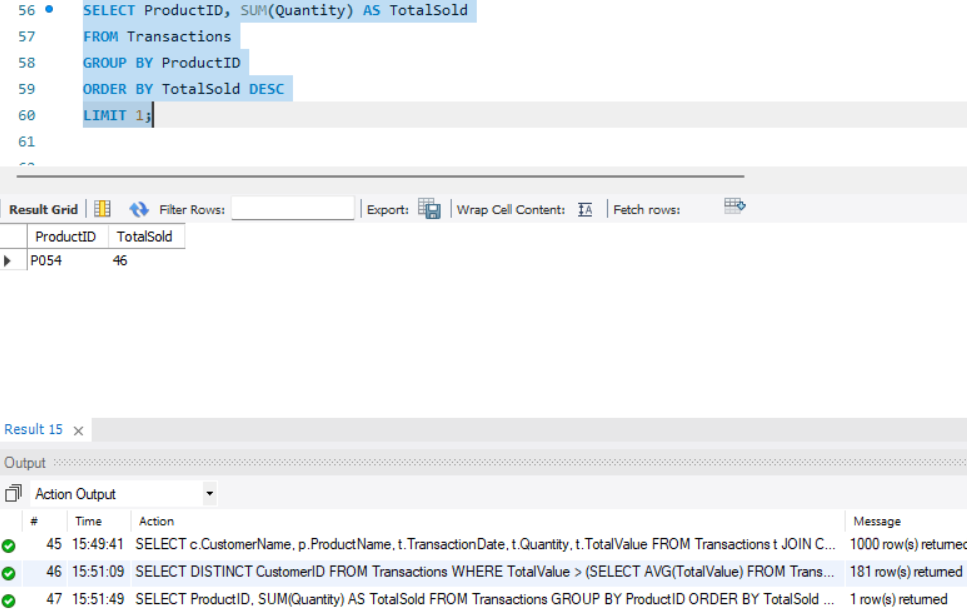 56 SELECT ProductID, SUM(Quantity) AS TotalSold
57 FROM Transactions
58 GROUP BY ProductID
59 ORDER BY TotalSold DESC
60 LIMIT 1;
61
Result Grid Filter Rows: Export: Wrap Cell Content: Fetch rows:
ProductID TotalSold
P054 46
Result 15
Output
Action Output
# Time Action Message
45 15:49:41 SELECT c.CustomerName, p.ProductName, t.TransactionDate, t.Quantity, t.TotalValue FROM Transactions t JOIN C... 1000 row(s) returned
46 15:51:09 SELECT DISTINCT CustomerID FROM Transactions WHERE TotalValue > (SELECT AVG(TotalValue) FROM Trans... 181 row(s) returned
47 15:51:49 SELECT ProductID, SUM(Quantity) AS TotalSold FROM Transactions GROUP BY ProductID ORDER BY TotalSold ... 1 row(s) returned